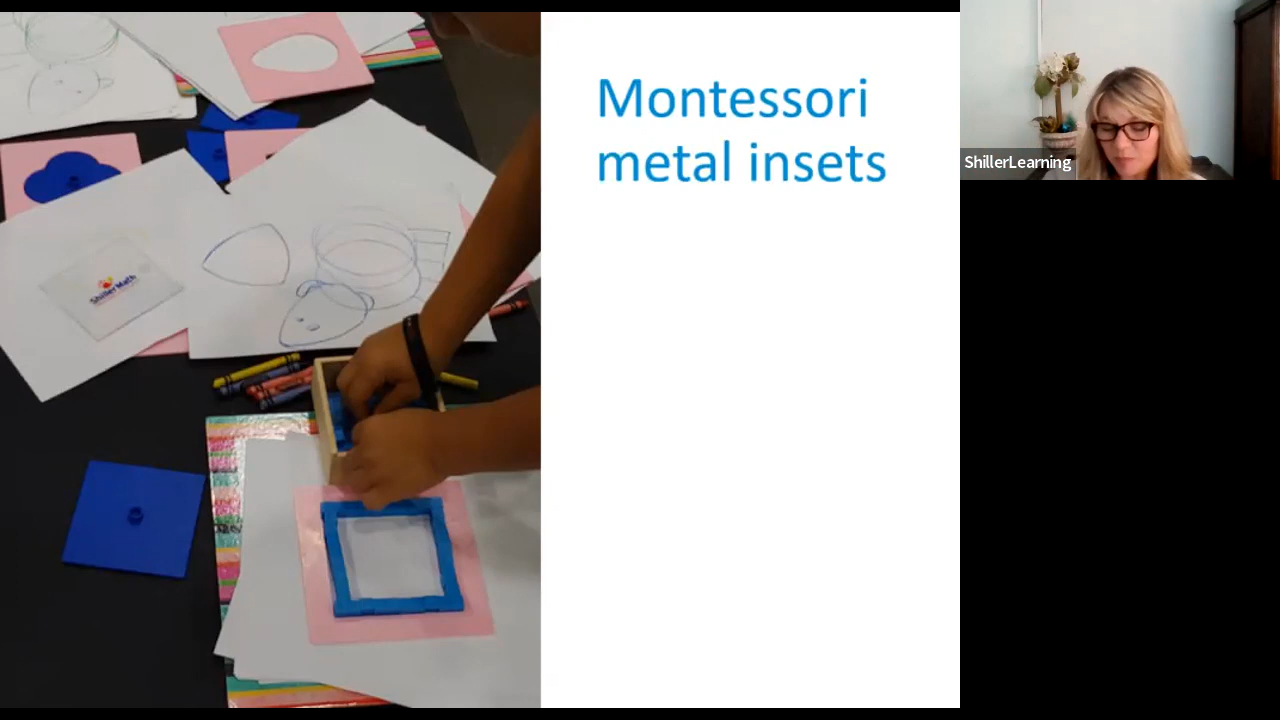 Montessori
metal insets
ShillerLearning
ShillerMath